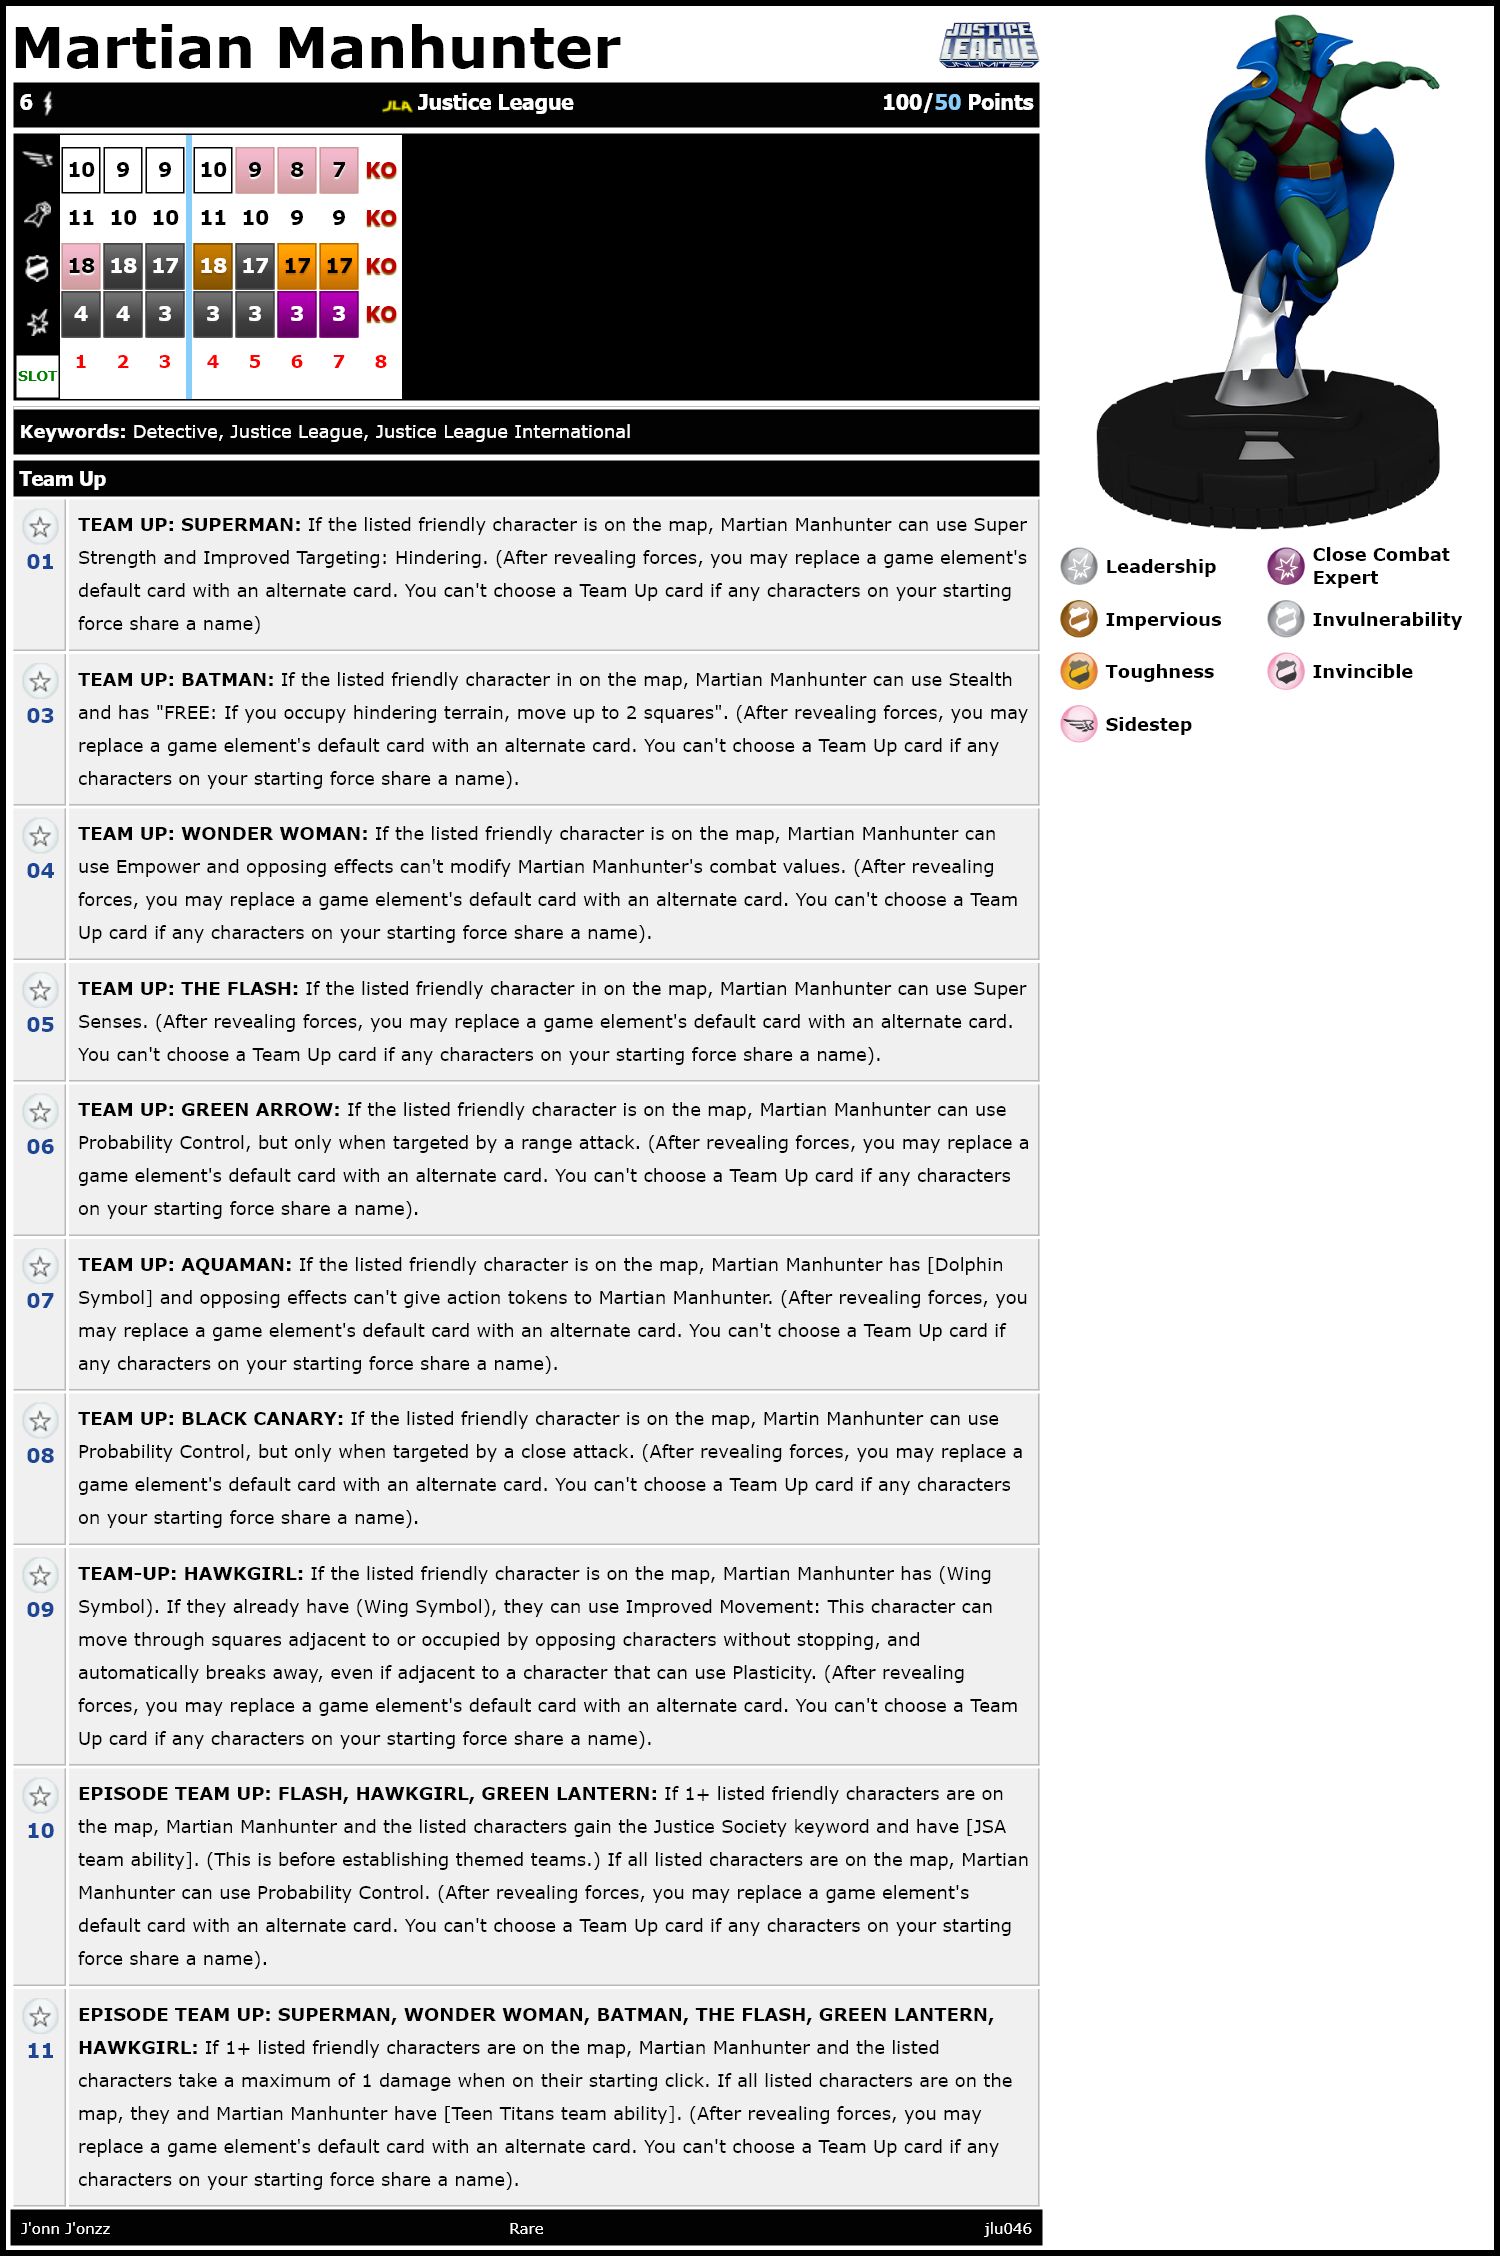 Martian Manhunter
JUSTICE
LEAGUE
UNLIMITED
6 JLA Justice League 100/50 Points
10 9 9 10 9 8 7 KO
11 10 10 11 10 9 9 KO
18 18 17 18 17 17 17 KO
4 4 3 3 3 3 3 KO
SLOT 1 2 3 4 5 6 7 8
Keywords: Detective, Justice League, Justice League International
Team Up
01
TEAM UP: SUPERMAN: If the listed friendly character is on the map, Martian Manhunter can use Super
Strength and Improved Targeting: Hindering. (After revealing forces, you may replace a game element's
default card with an alternate card. You can't choose a Team Up card if any characters on your starting
force share a name)
03
TEAM UP: BATMAN: If the listed friendly character in on the map, Martian Manhunter can use Stealth
and has "FREE: If you occupy hindering terrain, move up to 2 squares". (After revealing forces, you may
replace a game element's default card with an alternate card. You can't choose a Team Up card if any
characters on your starting force share a name).
04
TEAM UP: WONDER WOMAN: If the listed friendly character is on the map, Martian Manhunter can
use Empower and opposing effects can't modify Martian Manhunter's combat values. (After revealing
forces, you may replace a game element's default card with an alternate card. You can't choose a Team
Up card if any characters on your starting force share a name).
05
TEAM UP: THE FLASH: If the listed friendly character in on the map, Martian Manhunter can use Super
Senses. (After revealing forces, you may replace a game element's default card with an alternate card.
You can't choose a Team Up card if any characters on your starting force share a name).
06
TEAM UP: GREEN ARROW: If the listed friendly character is on the map, Martian Manhunter can use
Probability Control, but only when targeted by a range attack. (After revealing forces, you may replace a
game element's default card with an alternate card. You can't choose a Team Up card if any characters
on your starting force share a name).
07
TEAM UP: AQUAMAN: If the listed friendly character is on the map, Martian Manhunter has [Dolphin
Symbol] and opposing effects can't give action tokens to Martian Manhunter. (After revealing forces, you
may replace a game element's default card with an alternate card. You can't choose a Team Up card if
any characters on your starting force share a name).
08
TEAM UP: BLACK CANARY: If the listed friendly character is on the map, Martin Manhunter can use
Probability Control, but only when targeted by a close attack. (After revealing forces, you may replace a
game element's default card with an alternate card. You can't choose a Team Up card if any characters
on your starting force share a name).
09
TEAM-UP: HAWKGIRL: If the listed friendly character is on the map, Martian Manhunter has (Wing
Symbol). If they already have (Wing Symbol), they can use Improved Movement: This character can
move through squares adjacent to or occupied by opposing characters without stopping, and
automatically breaks away, even if adjacent to a character that can use Plasticity. (After revealing
forces, you may replace a game element's default card with an alternate card. You can't choose a Team
Up card if any characters on your starting force share a name).
10
EPISODE TEAM UP: FLASH, HAWKGIRL, GREEN LANTERN: If 1+ listed friendly characters are on
the map, Martian Manhunter and the listed characters gain the Justice Society keyword and have [JSA
team ability]. (This is before establishing themed teams.) If all listed characters are on the map, Martian
Manhunter can use Probability Control. (After revealing forces, you may replace a game element's
default card with an alternate card. You can't choose a Team Up card if any characters on your starting
force share a name).
11
EPISODE TEAM UP: SUPERMAN, WONDER WOMAN, BATMAN, THE FLASH, GREEN LANTERN,
HAWKGIRL: If 1+ listed friendly characters are on the map, Martian Manhunter and the listed
characters take a maximum of 1 damage when on their starting click. If all listed characters are on the
map, they and Martian Manhunter have [Teen Titans team ability]. (After revealing forces, you may
replace a game element's default card with an alternate card. You can't choose a Team Up card if any
characters on your starting force share a name).
J'onn J'onzz Rare jlu046
Leadership
Close Combat
Expert
Impervious
Invulnerability
Toughness
Invincible
Sidestep